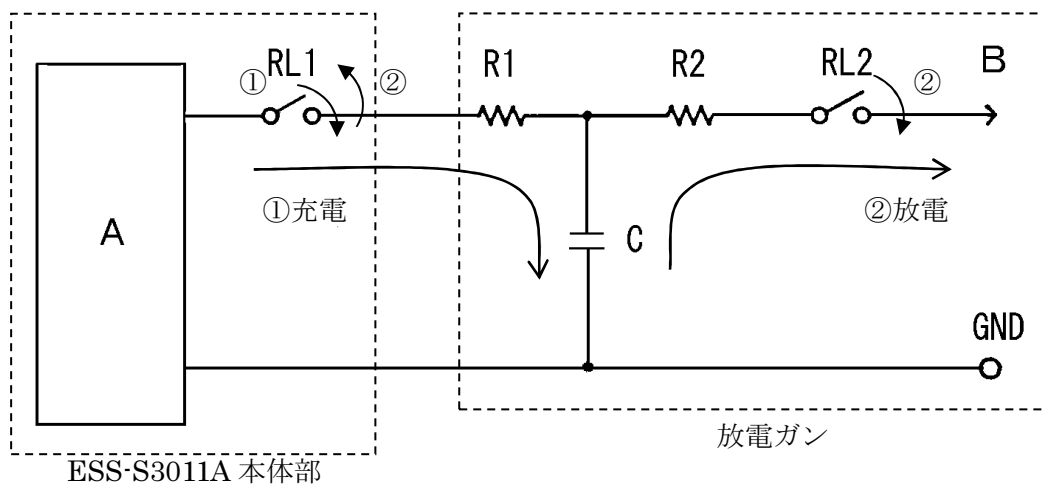 RL1
①
②
R1
R2
RL2
②
B
A
①充電
②放電
C
GND
放電ガン
ESS-S3011A 本体部